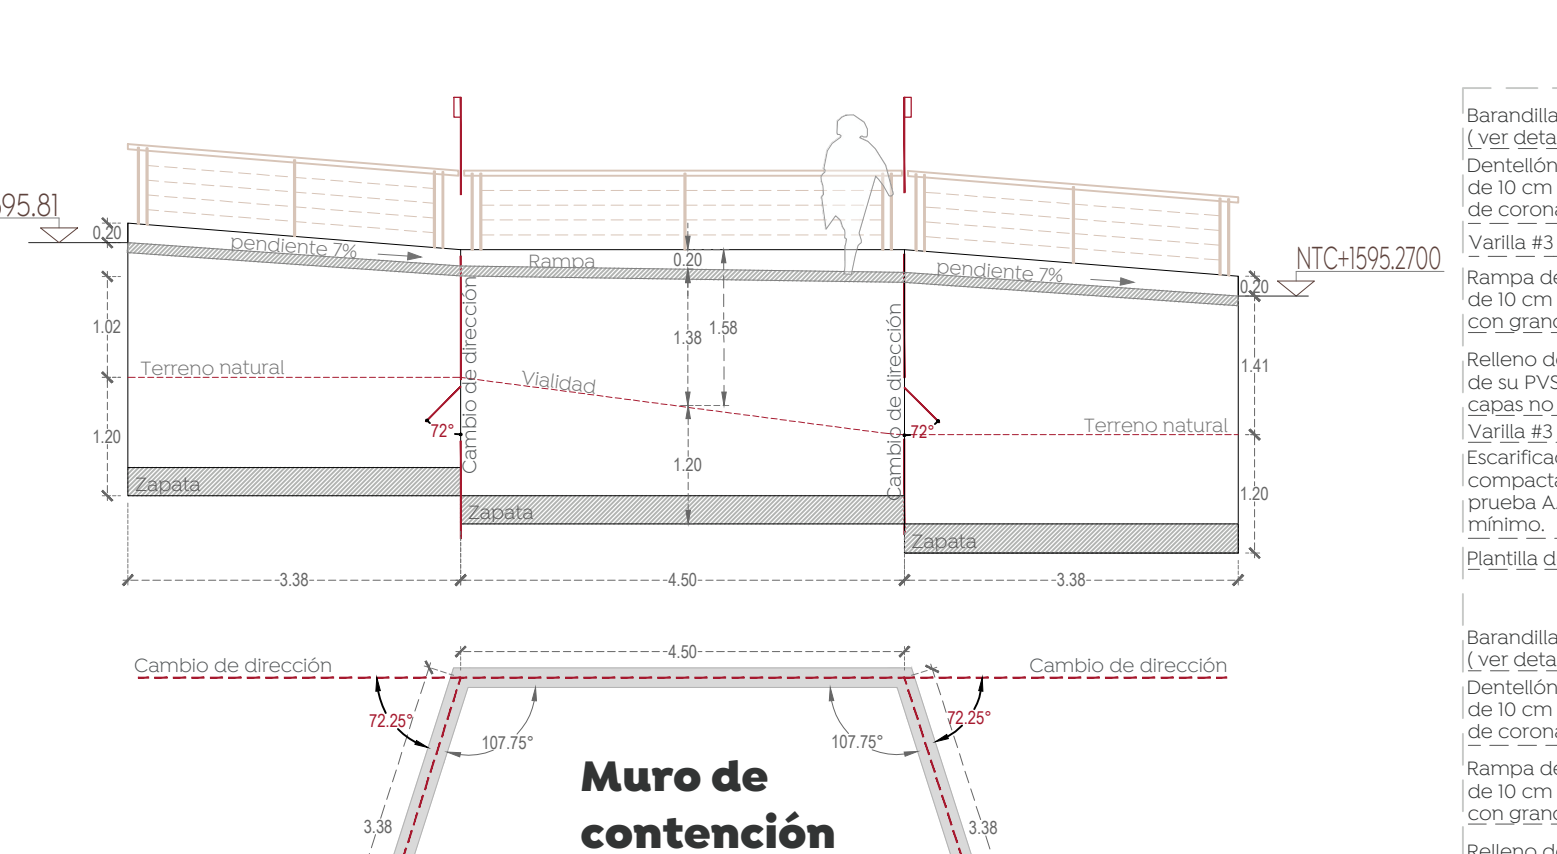 95.81
0.20
pendiente 7%
Rampa
0.20
pendiente 7%
NTC+1595.2700
0.20
1.02
1.38
1.58
Cambio de dirección
Cambio de dirección
1.41
Terreno natural
Vialidad
Terreno natural
72°
72°
1.20
1.20
1.20
Zapata
Zapata
Zapata
3.38
4.50
3.38
4.50
Cambio de dirección
Cambio de dirección
72.25°
107.75°
107.75°
72.25°
Muro de
contención
3.38
3.38
Barandilla
( ver deta
Dentellón
de 10 cm
de corona
Varilla #3
Rampa de
de 10 cm
con grano
Relleno de
de su PVS
capas no
Varilla #3
Escarifica
compacta
prueba A
mínimo.
Plantilla d
Barandilla
( ver deta
Dentellón
de 10 cm
de corona
Rampa de
de 10 cm
con grano
Relleno de